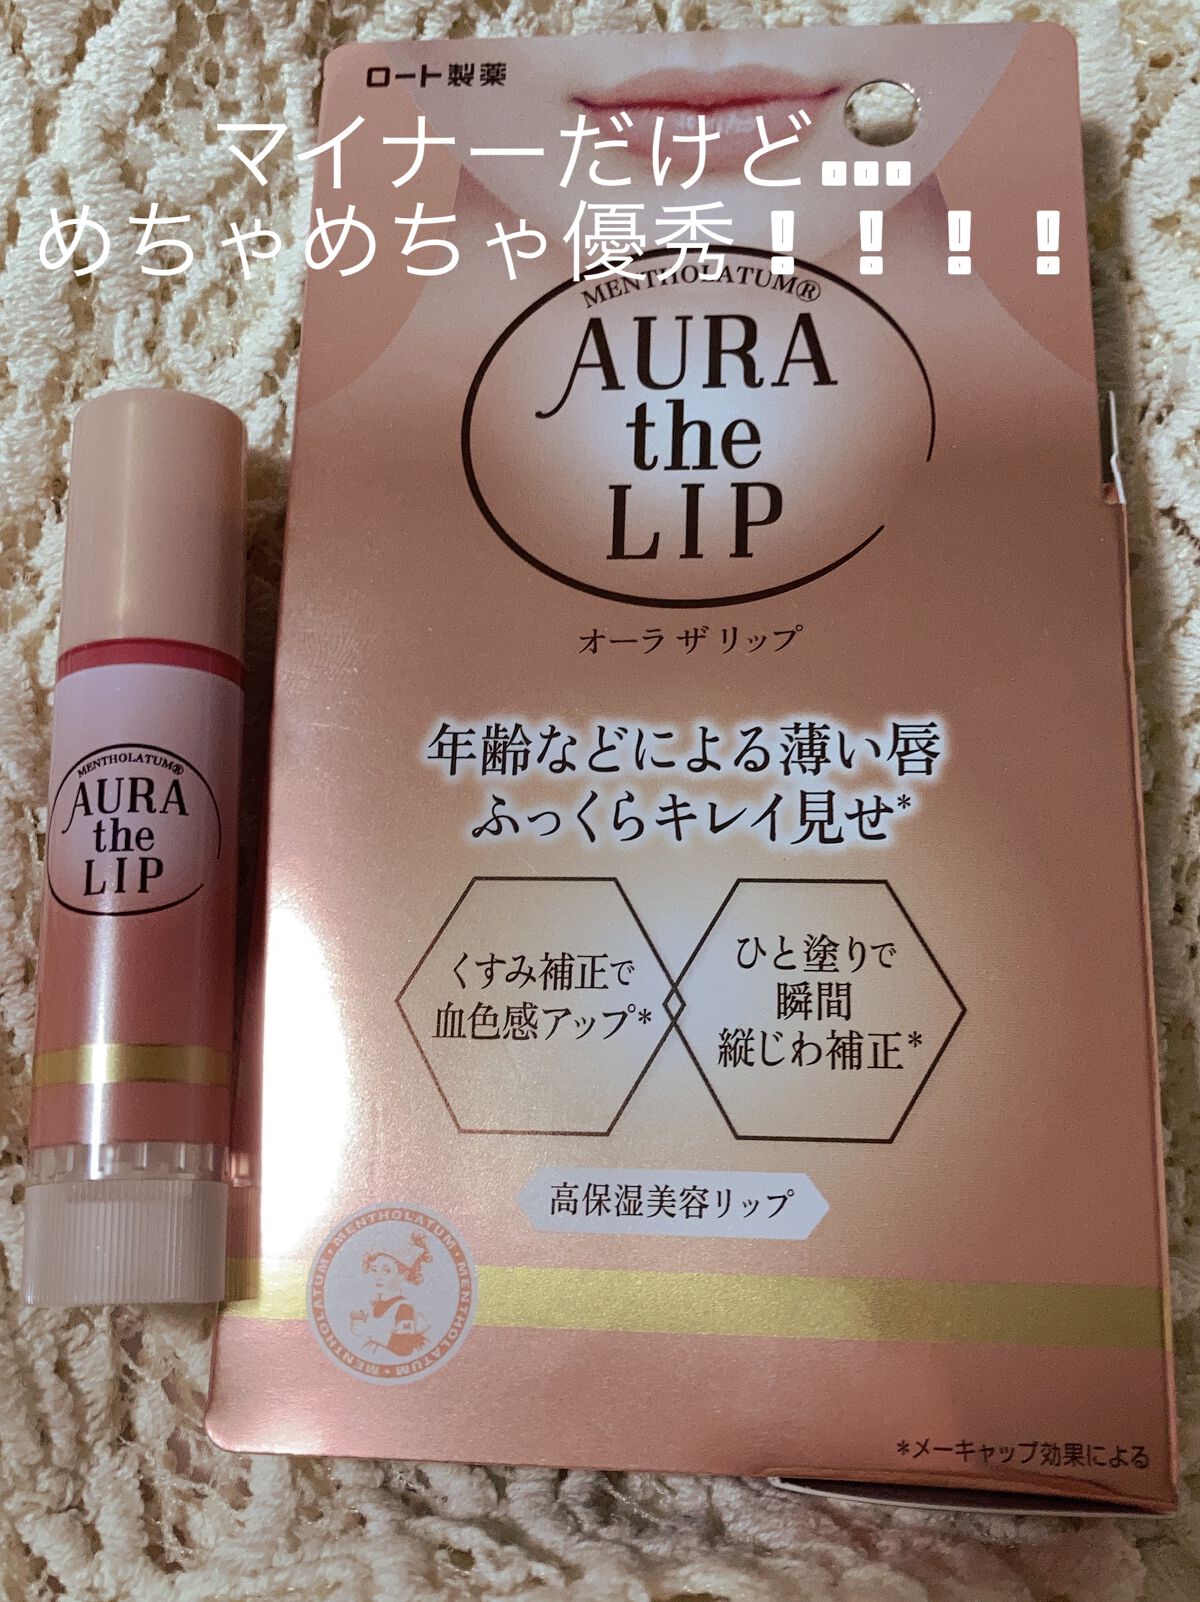 ロート製薬
マイナーだけど...
めちゃめちゃ優秀！！！！
MENTHOLATUM®
AURA
the
LIP
オーラ ザ リップ
年齢などによる薄い唇
ふっくらキレイ見せ*
くすみ補正で
血色感アップ*
ひと塗りで
瞬間
縦じわ補正*
高保湿美容リップ
MENTHOLATUM・MENTHOLATUM・MENTHOLATUM・MENTHOLATUM
*メーキャップ効果による
MENTHOLATUM®
AURA
the
LIP